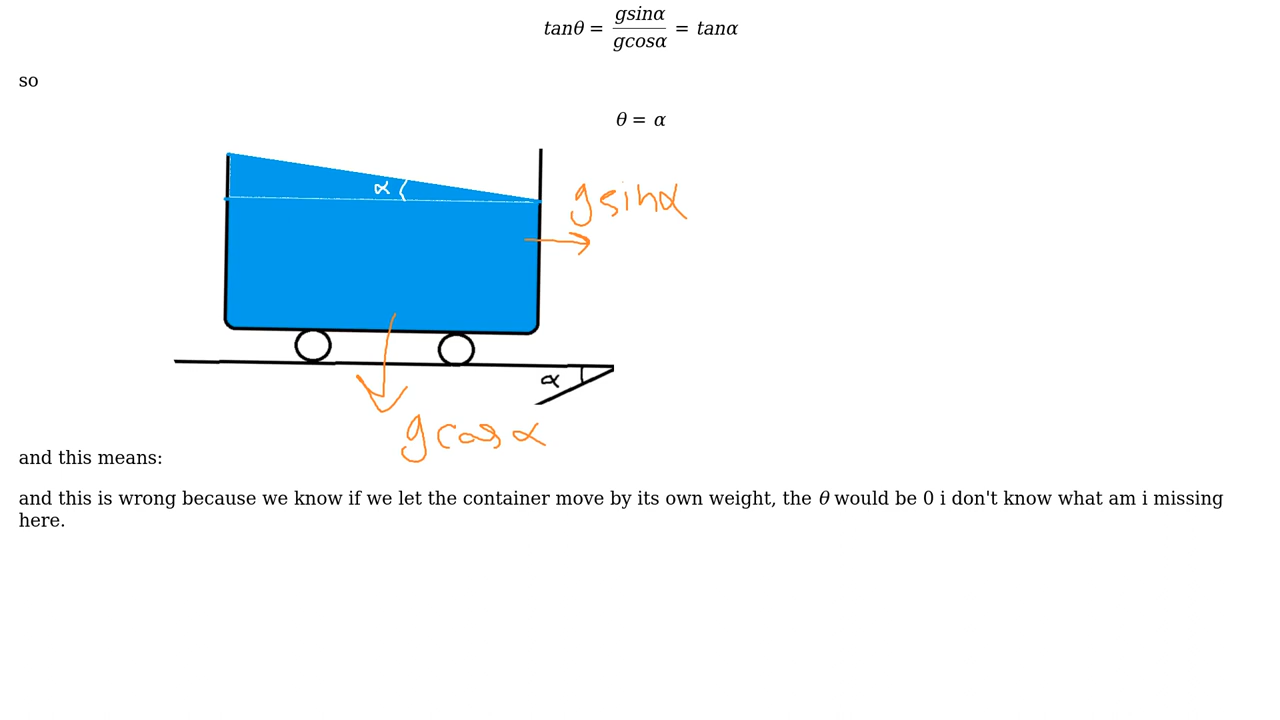 tanθ = gsinα / gcosα = tanα
so
θ = α
α
gsinα
α
gcosα
and this means:
and this is wrong because we know if we let the container move by its own weight, the θ would be 0 i don't know what am i missing
here.